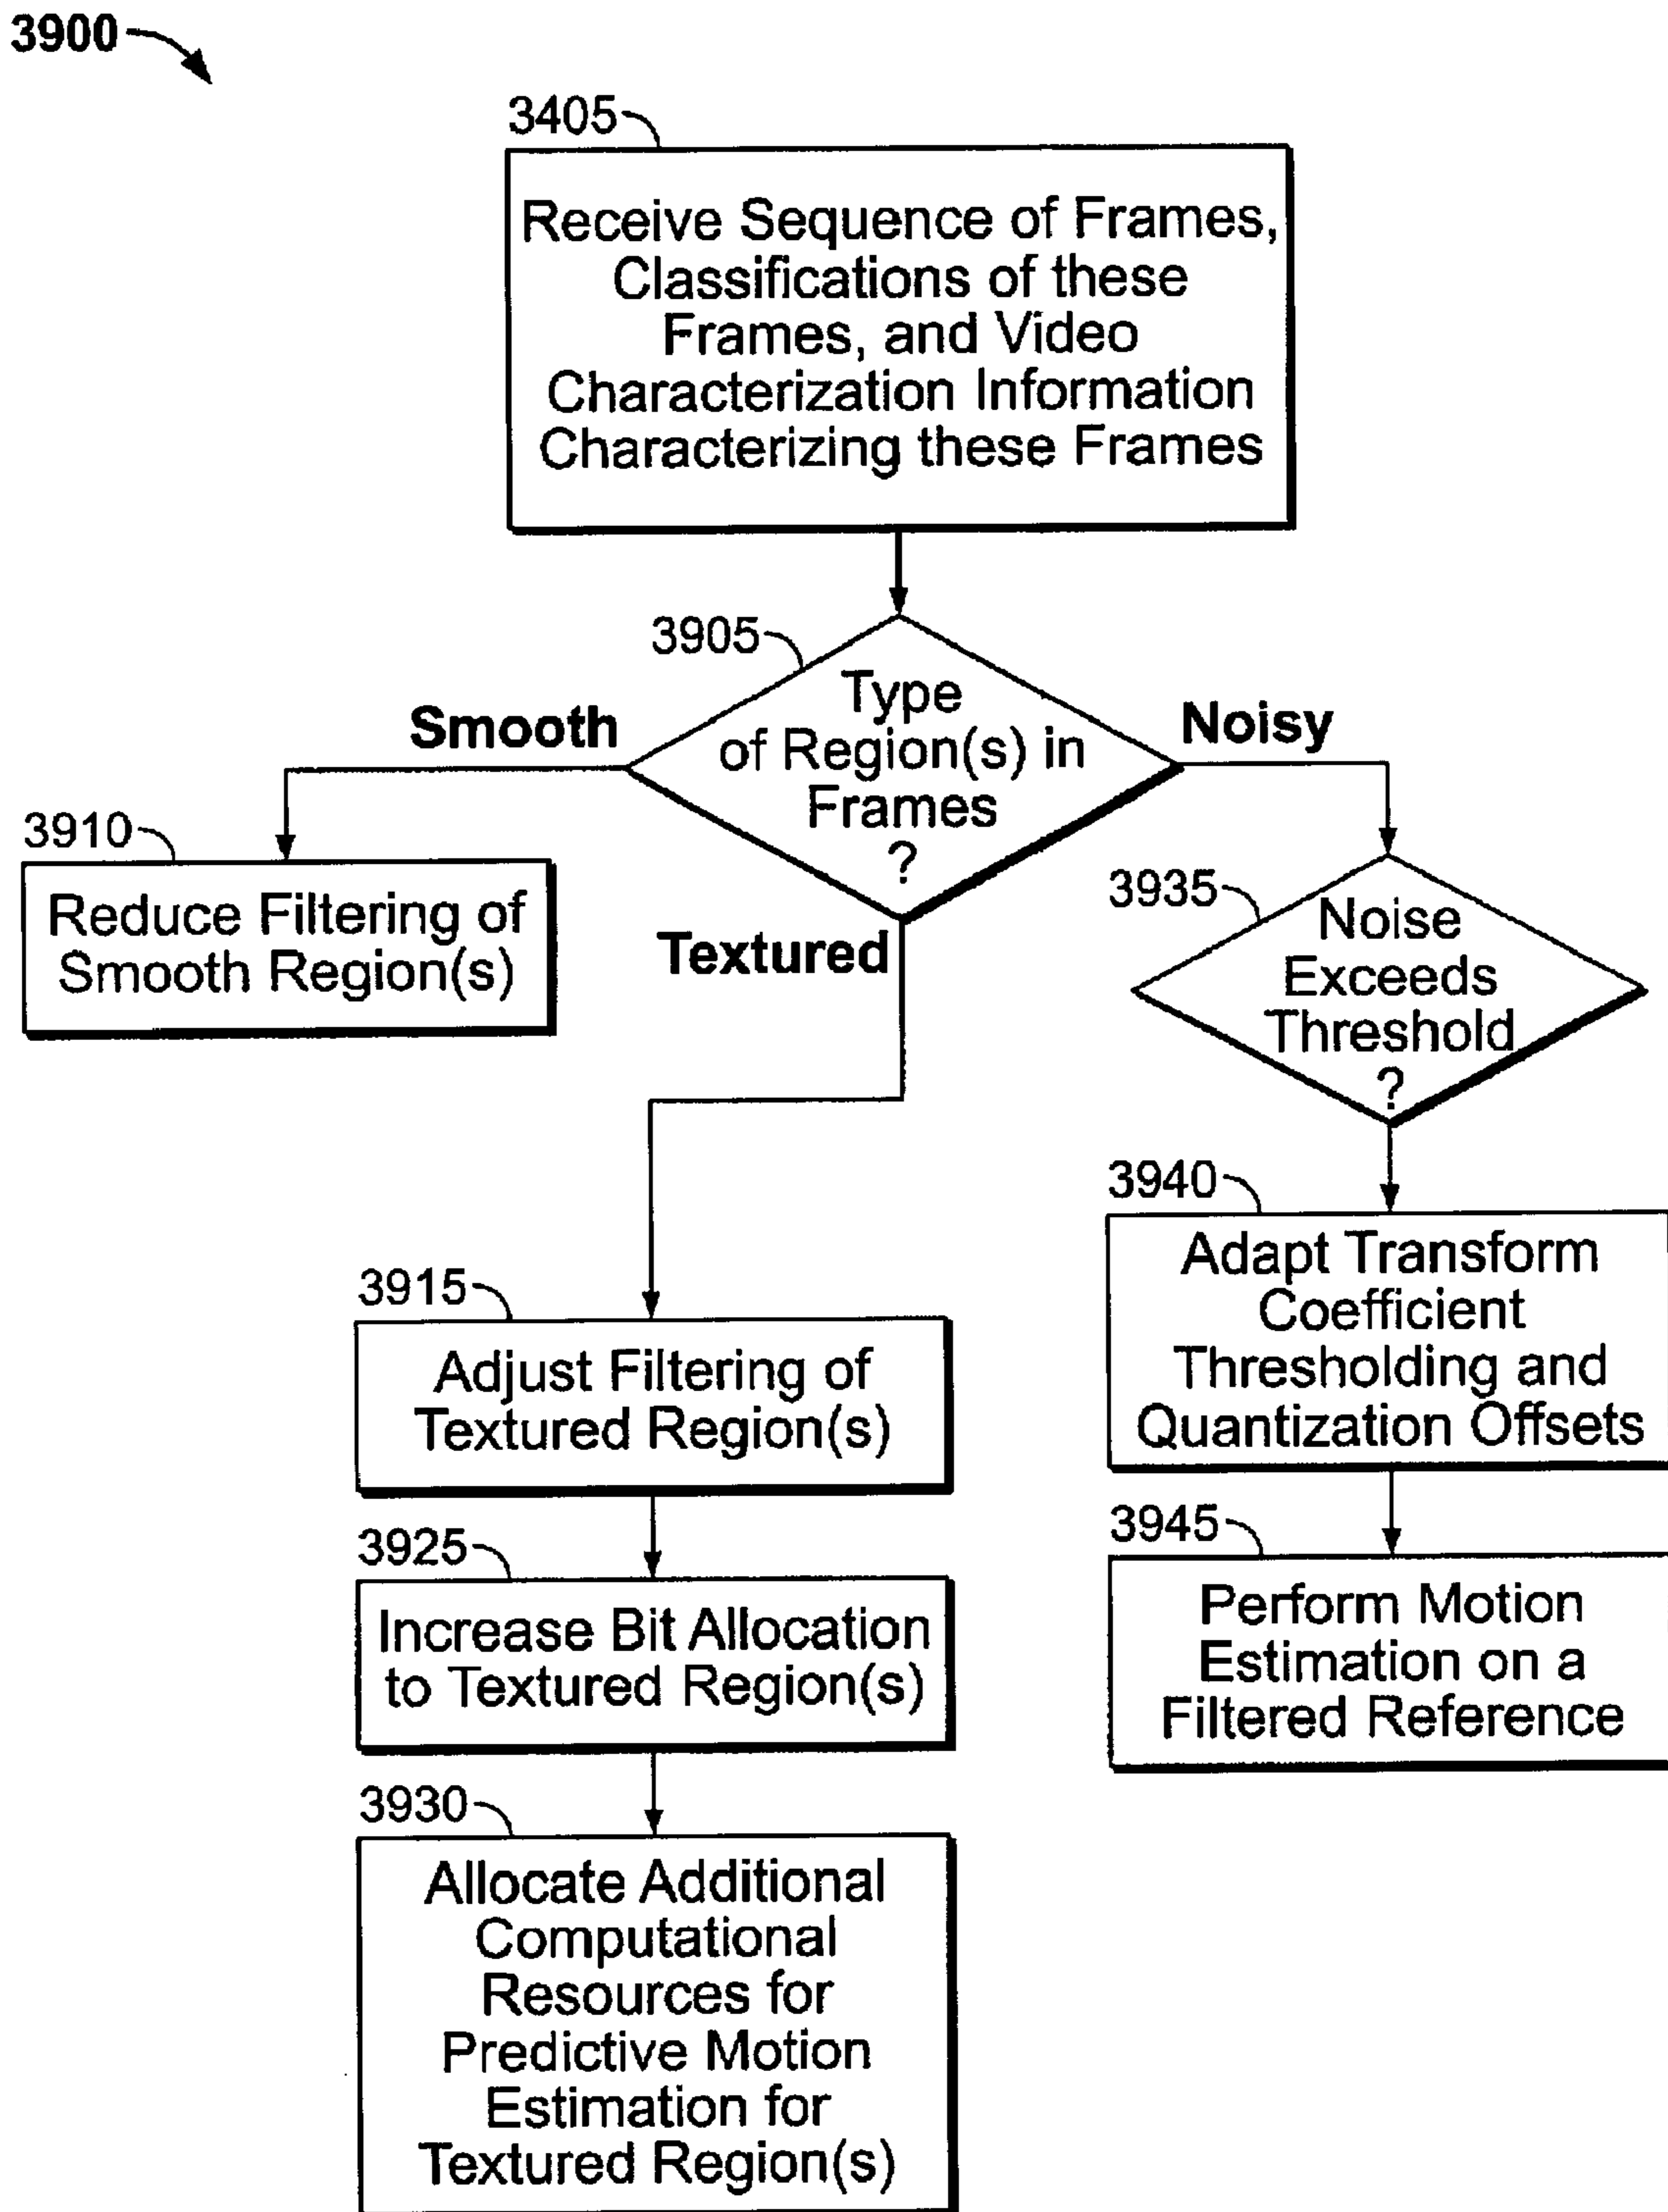 3900
3405
Receive Sequence of Frames,
Classifications of these
Frames, and Video
Characterization Information
Characterizing these Frames
3905
Type
of Region(s) in
Frames
?
Smooth
Noisy
Textured
3910
Reduce Filtering of
Smooth Region(s)
3935
Noise
Exceeds
Threshold
?
3940
Adapt Transform
Coefficient
Thresholding and
Quantization Offsets
3945
Perform Motion
Estimation on a
Filtered Reference
3915
Adjust Filtering of
Textured Region(s)
3925
Increase Bit Allocation
to Textured Region(s)
3930
Allocate Additional
Computational
Resources for
Predictive Motion
Estimation for
Textured Region(s)